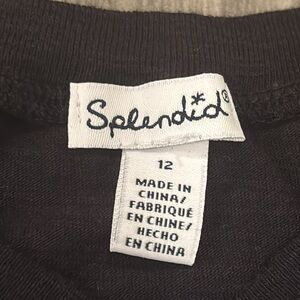 Splendid®
12
MADE IN
CHINA/
FABRIQUÉ
EN CHINE/
HECHO
EN CHINA